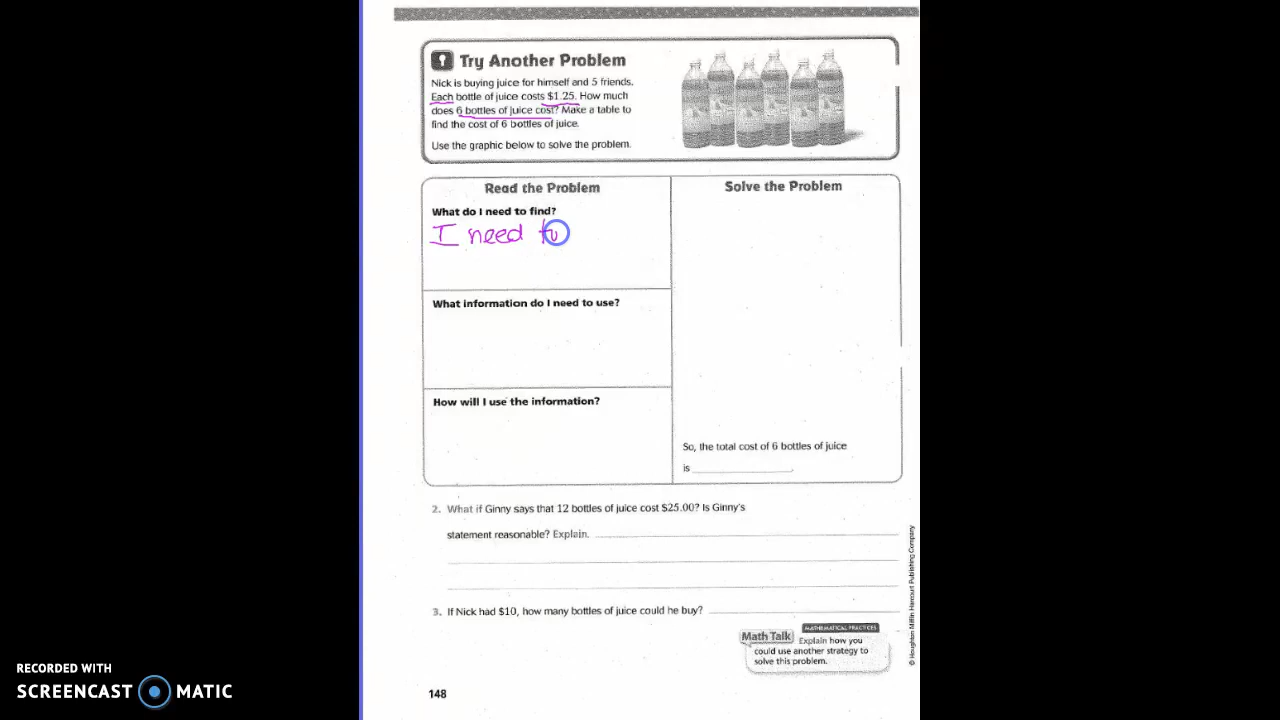 Try Another Problem
Nick is buying juice for himself and 5 friends.
Each bottle of juice costs $1.25. How much
does 6 bottles of juice cost? Make a table to
find the cost of 6 bottles of juice.
Use the graphic below to solve the problem.
Read the Problem
What do I need to find?
I need to
What information do I need to use?
How will I use the information?
Solve the Problem
So, the total cost of 6 bottles of juice
is ____________.
2. What if Ginny says that 12 bottles of juice cost $25.00? Is Ginny's
statement reasonable? Explain.
3. If Nick had $10, how many bottles of juice could he buy?
Math Talk
MATHEMATICAL PRACTICES
Explain how you
could use another strategy to
solve this problem.
© Houghton Mifflin Harcourt Publishing Company
148
RECORDED WITH
SCREENCAST MATIC